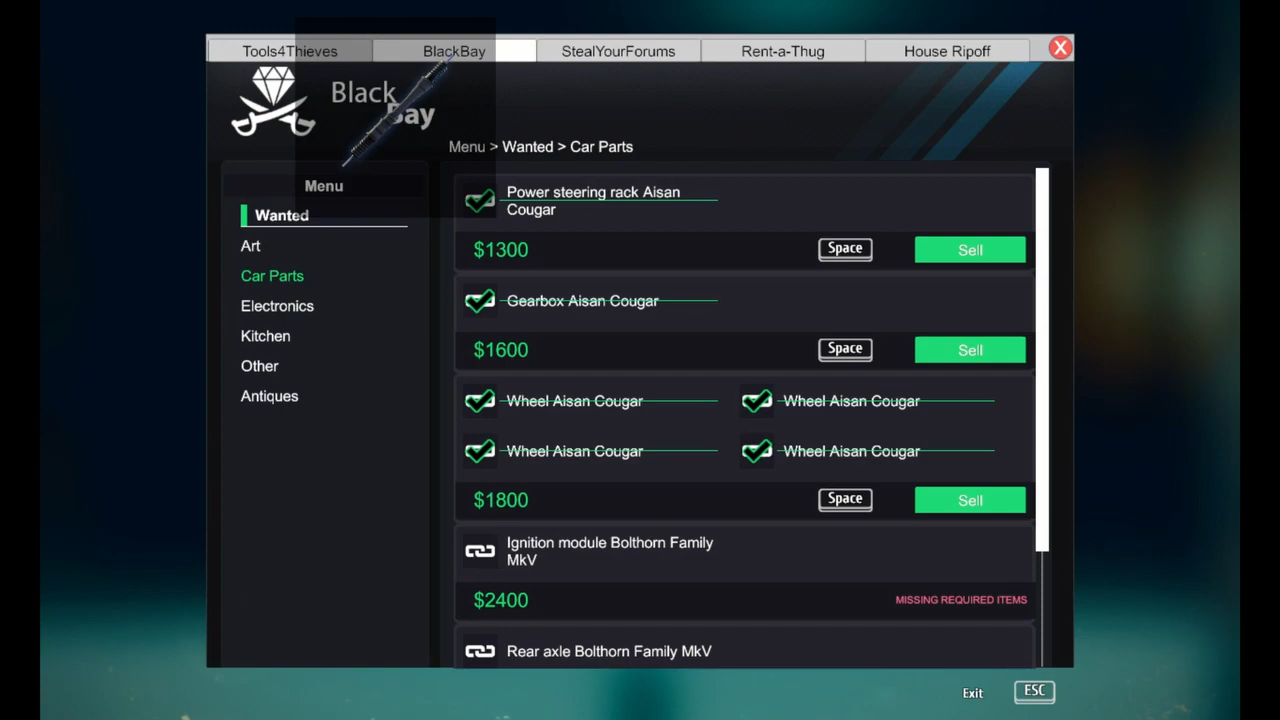 Tools4Thieves
BlackBay
StealYourForums
Rent-a-Thug
House Ripoff
X
Black
Bay
Menu > Wanted > Car Parts
Menu
Wanted
Art
Car Parts
Electronics
Kitchen
Other
Antiques
Power steering rack Aisan
Cougar
$1300
Space
Sell
Gearbox Aisan Cougar
$1600
Space
Sell
Wheel Aisan Cougar
Wheel Aisan Cougar
Wheel Aisan Cougar
Wheel Aisan Cougar
$1800
Space
Sell
Ignition module Bolthorn Family
MkV
$2400
MISSING REQUIRED ITEMS
Rear axle Bolthorn Family MkV
Exit
ESC